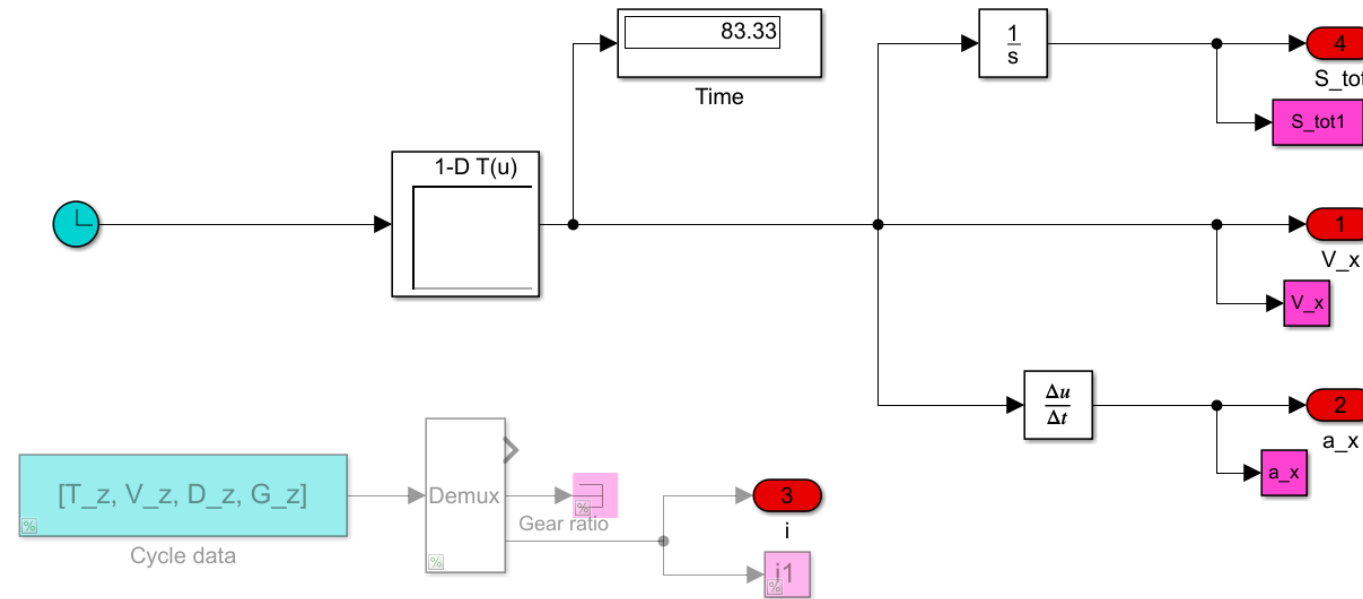 83.33
Time
1
s
4
S_tot
S_tot1
1-D T(u)
1
V_x
V_x
Δu
Δt
2
a_x
a_x
[T_z, V_z, D_z, G_z]
%
Cycle data
Demux
%
%
Gear ratio
3
i
i1
%